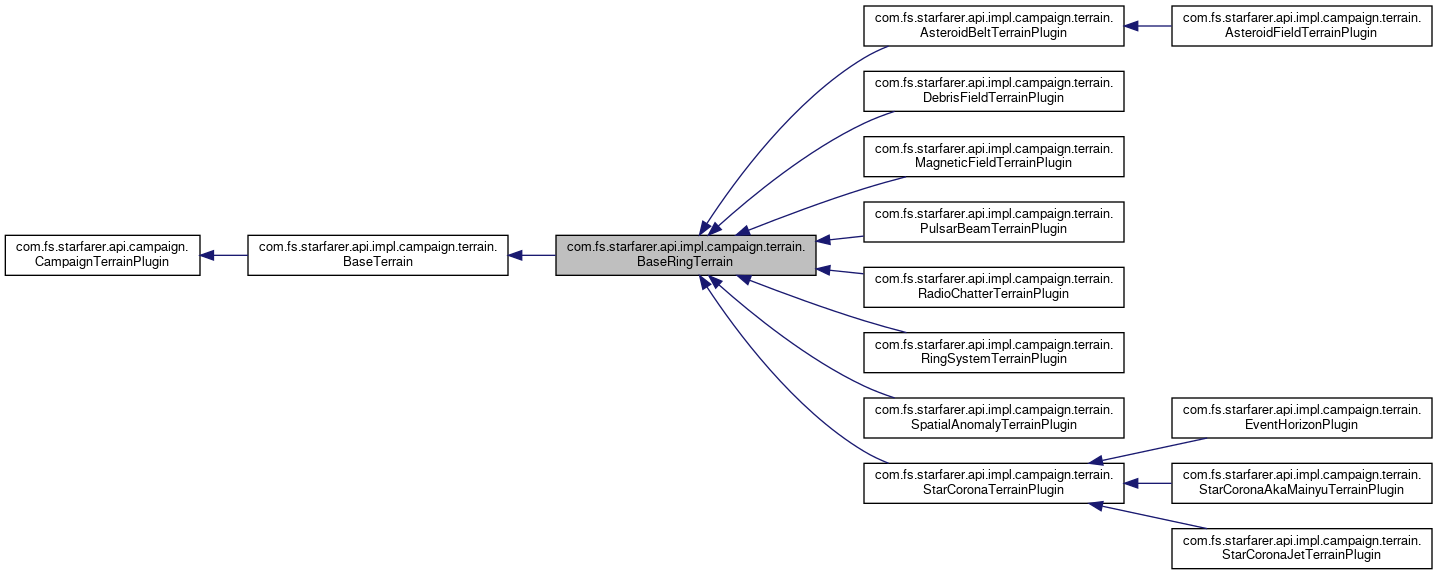 com.fs.starfarer.api.campaign.
CampaignTerrainPlugin
com.fs.starfarer.api.impl.campaign.terrain.
BaseTerrain
com.fs.starfarer.api.impl.campaign.terrain.
BaseRingTerrain
com.fs.starfarer.api.impl.campaign.terrain.
AsteroidBeltTerrainPlugin
com.fs.starfarer.api.impl.campaign.terrain.
AsteroidFieldTerrainPlugin
com.fs.starfarer.api.impl.campaign.terrain.
DebrisFieldTerrainPlugin
com.fs.starfarer.api.impl.campaign.terrain.
MagneticFieldTerrainPlugin
com.fs.starfarer.api.impl.campaign.terrain.
PulsarBeamTerrainPlugin
com.fs.starfarer.api.impl.campaign.terrain.
RadioChatterTerrainPlugin
com.fs.starfarer.api.impl.campaign.terrain.
RingSystemTerrainPlugin
com.fs.starfarer.api.impl.campaign.terrain.
SpatialAnomalyTerrainPlugin
com.fs.starfarer.api.impl.campaign.terrain.
StarCoronaTerrainPlugin
com.fs.starfarer.api.impl.campaign.terrain.
EventHorizonPlugin
com.fs.starfarer.api.impl.campaign.terrain.
StarCoronaAkaMainyuTerrainPlugin
com.fs.starfarer.api.impl.campaign.terrain.
StarCoronaJetTerrainPlugin